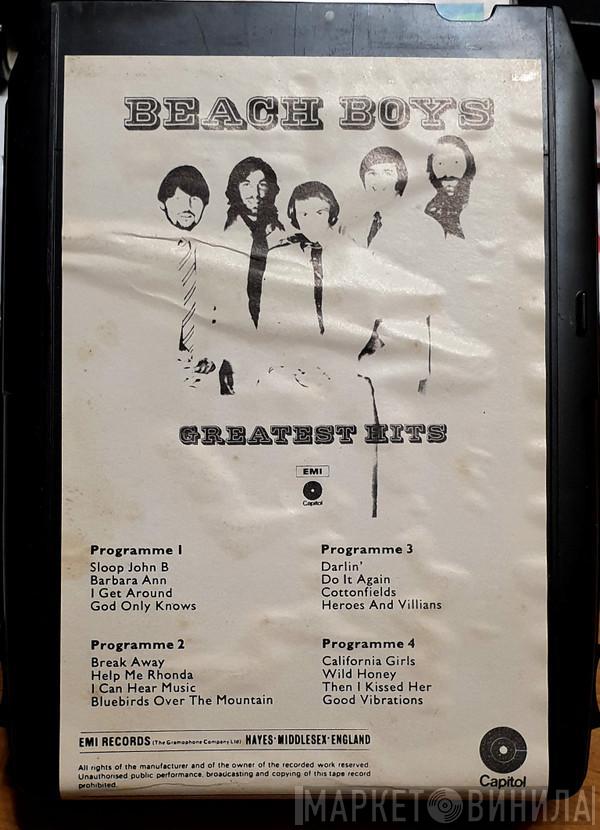 BEACH BOYS
GREATEST HITS
EMI
Capitol
Programme 1
Sloop John B
Barbara Ann
I Get Around
God Only Knows
Programme 2
Break Away
Help Me Rhonda
I Can Hear Music
Bluebirds Over The Mountain
Programme 3
Darlin'
Do It Again
Cottonfields
Heroes And Villians
Programme 4
California Girls
Wild Honey
Then I Kissed Her
Good Vibrations
EMI RECORDS (The Gramophone Company Ltd) HAYES·MIDDLESEX·ENGLAND
All rights of the manufacturer and of the owner of the recorded work reserved.
Unauthorised public performance, broadcasting and copying of this tape record
prohibited.
Capitol
МАРКЕТ ВИНИЛА